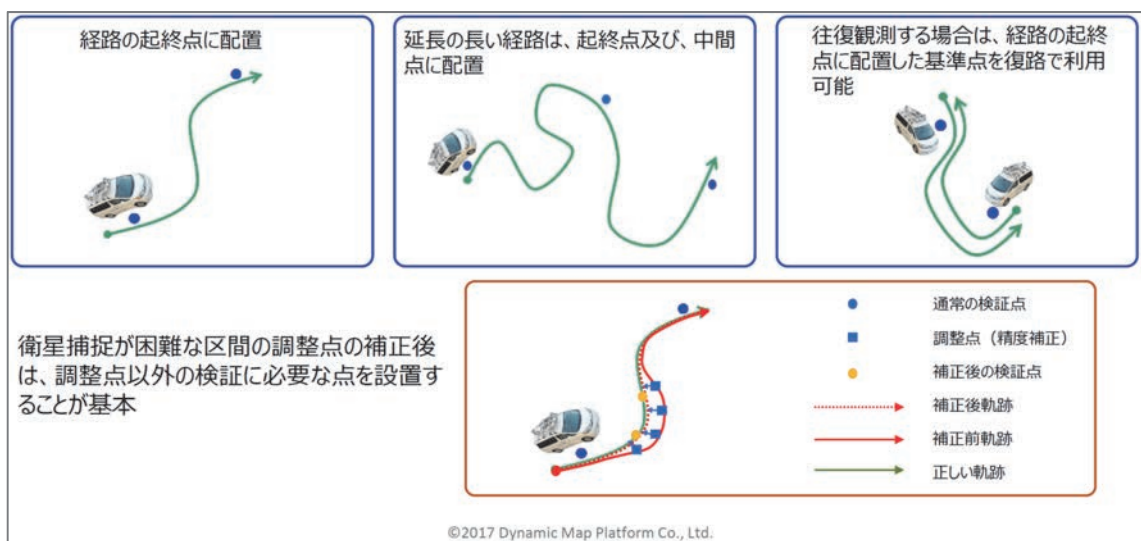 経路の起終点に配置
延長の長い経路は、起終点及び、中間
点に配置
往復観測する場合は、経路の起終
点に配置した基準点を復路で利用
可能
衛星捕捉が困難な区間の調整点の補正後
は、調整点以外の検証に必要な点を設置す
ることが基本
通常の検証点
調整点（精度補正）
補正後の検証点
補正後軌跡
補正前軌跡
正しい軌跡
©2017 Dynamic Map Platform Co., Ltd.